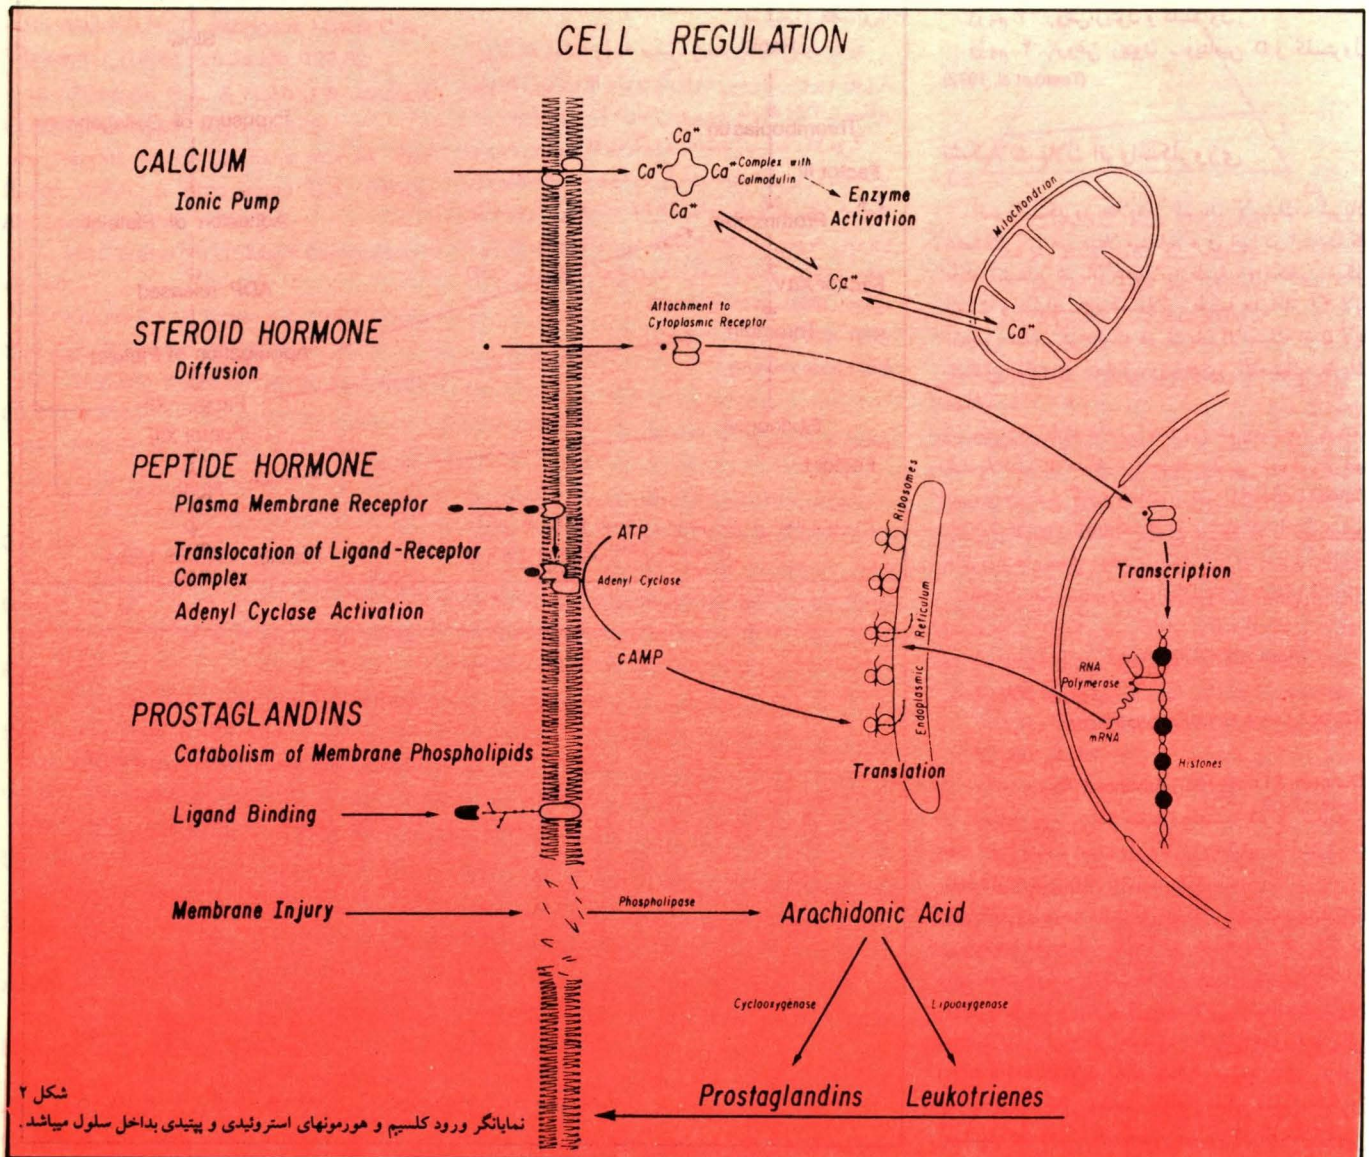 CELL REGULATION
CALCIUM
Ionic Pump
Ca⁺⁺
Ca⁺⁺
Ca⁺⁺
Ca⁺⁺
Complex with
Calmodulin
Enzyme
Activation
Mitochondrion
Ca⁺⁺
Ca⁺⁺
STEROID HORMONE
Diffusion
Attachment to
Cytoplasmic Receptor
PEPTIDE HORMONE
Plasma Membrane Receptor
Translocation of Ligand-Receptor
Complex
Adenyl Cyclase Activation
ATP
Adenyl Cyclase
cAMP
Ribosomes
Endoplasmic Reticulum
Translation
Transcription
RNA
Polymerase
mRNA
Histones
PROSTAGLANDINS
Catabolism of Membrane Phospholipids
Ligand Binding
Membrane Injury
Phospholipase
Arachidonic Acid
Cyclooxygenase
Lipooxygenase
Prostaglandins
Leukotrienes
شکل ۲
نمایانگر ورود کلسیم و هورمونهای استروئیدی و پپتیدی بداخل سلول میباشد.